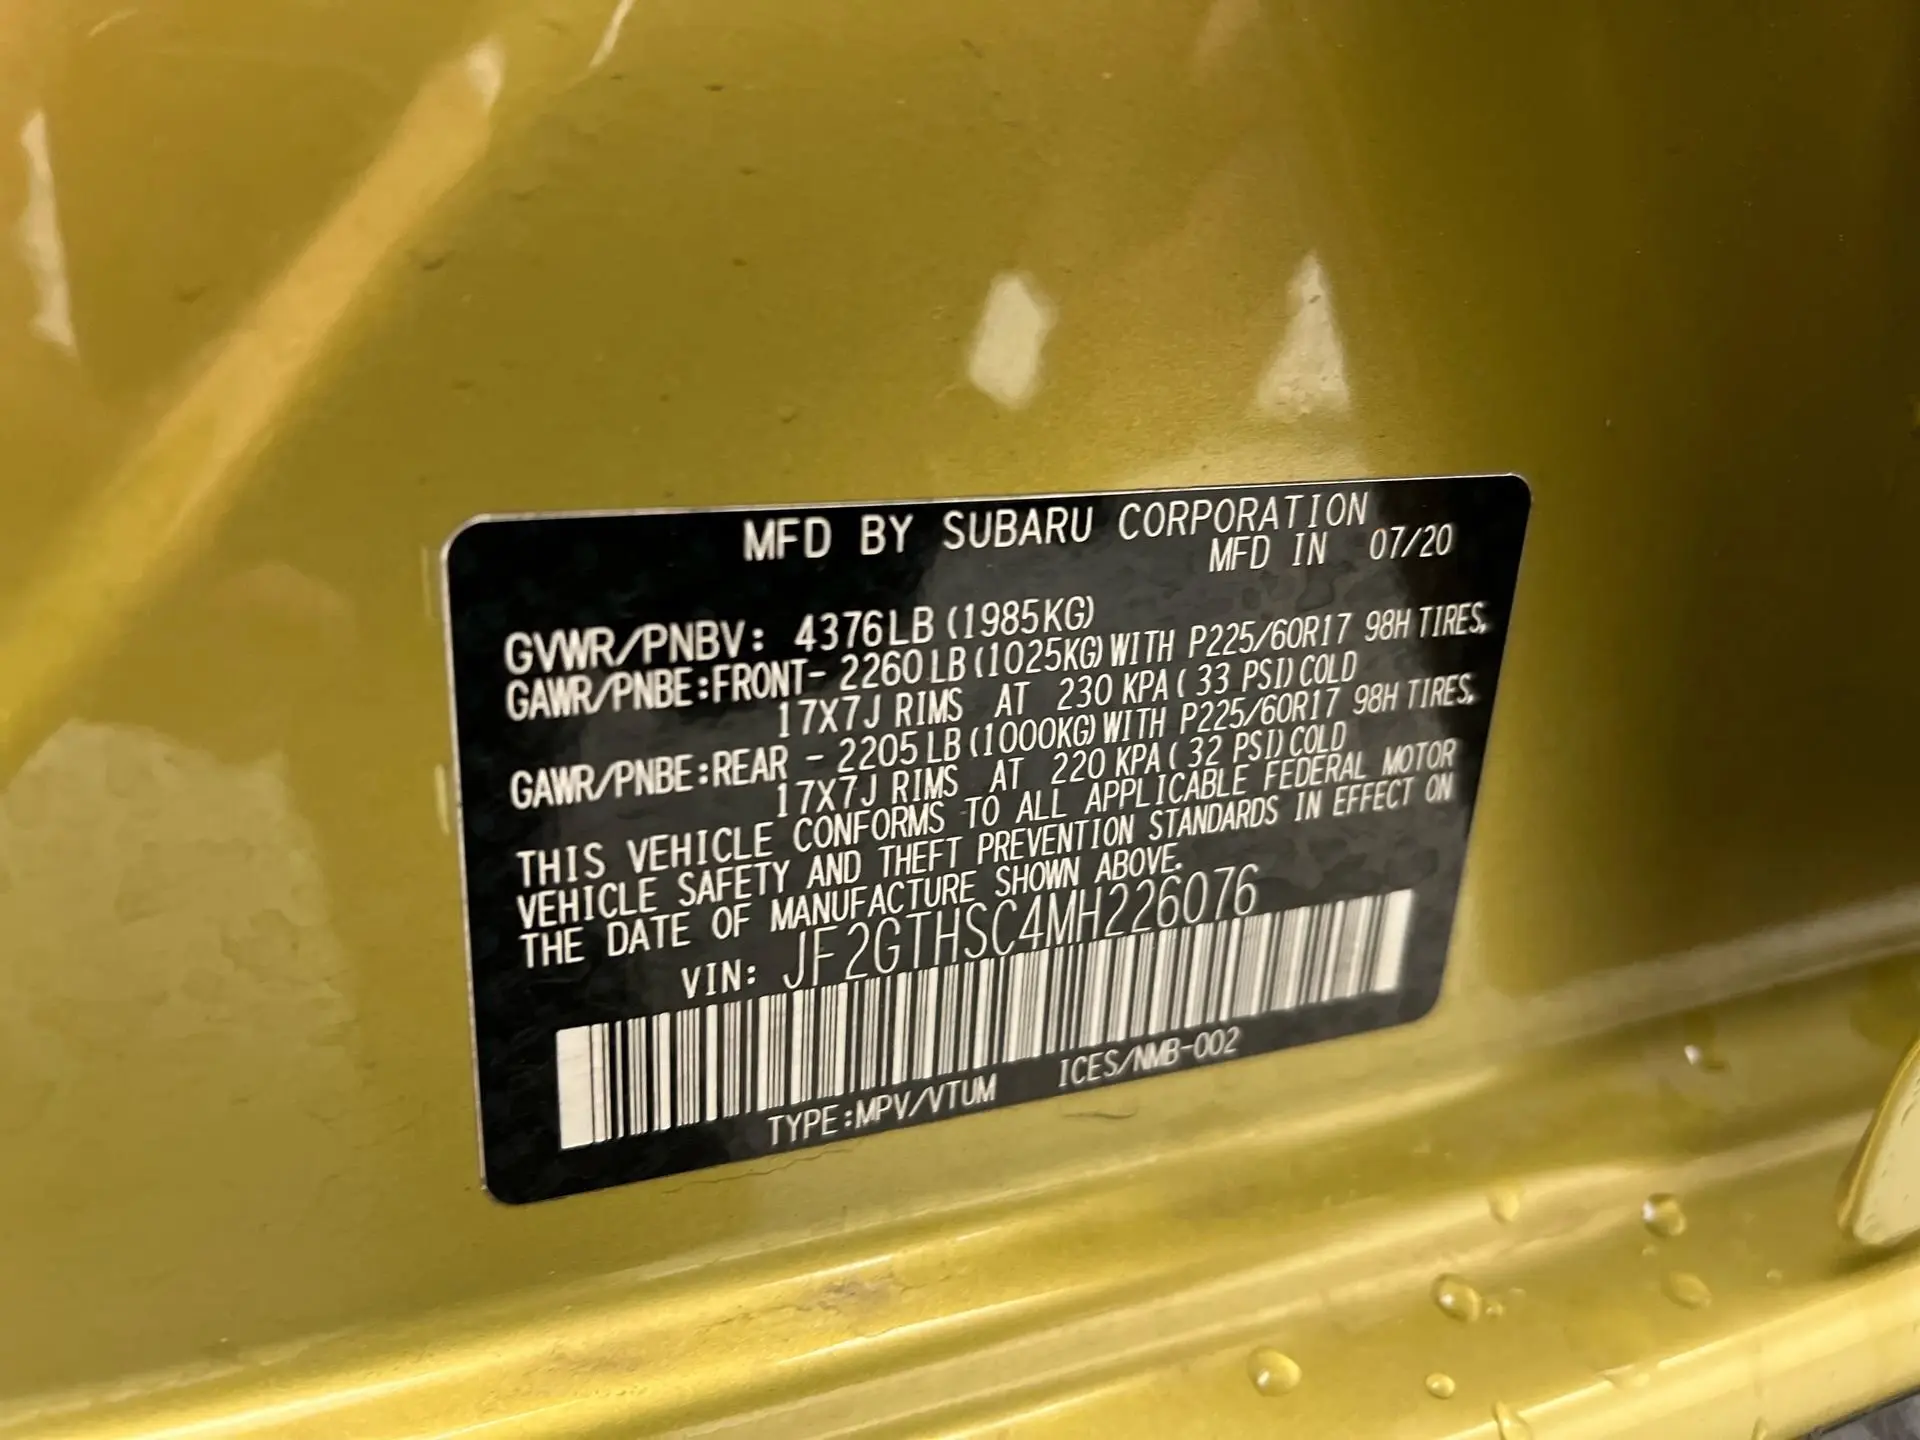 MFD BY SUBARU CORPORATION
MFD IN 07/20
GVWR/PNBV: 4376LB (1985KG)
GAWR/PNBE:FRONT- 2260LB (1025KG) WITH P225/60R17 98H TIRES,
17X7J RIMS AT 230 KPA ( 33 PSI) COLD
GAWR/PNBE:REAR - 2205LB (1000KG) WITH P225/60R17 98H TIRES,
17X7J RIMS AT 220 KPA ( 32 PSI) COLD
THIS VEHICLE CONFORMS TO ALL APPLICABLE FEDERAL MOTOR
VEHICLE SAFETY AND THEFT PREVENTION STANDARDS IN EFFECT ON
THE DATE OF MANUFACTURE SHOWN ABOVE.
VIN: JF2GTHSC4MH226076
TYPE:MPV/VTUM ICES/NMB-002